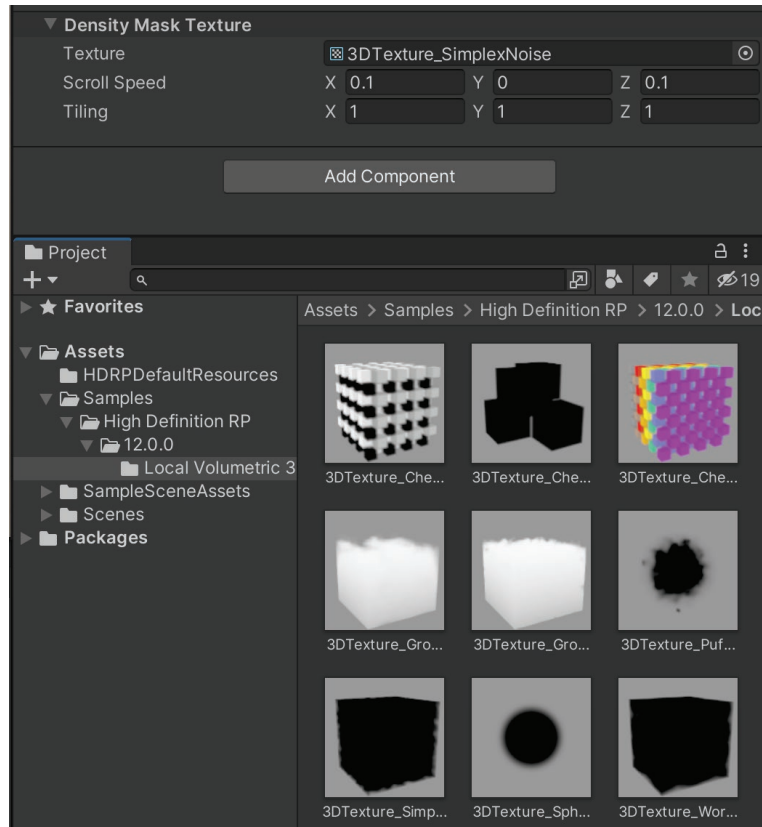 Density Mask Texture
Texture 3DTexture_SimplexNoise
Scroll Speed X 0.1 Y 0 Z 0.1
Tiling X 1 Y 1 Z 1
Add Component
Project
19
Favorites
Assets > Samples > High Definition RP > 12.0.0 > Loc
Assets
HDRPDefaultResources
Samples
High Definition RP
12.0.0
Local Volumetric 3
SampleSceneAssets
Scenes
Packages
3DTexture_Che... 3DTexture_Che... 3DTexture_Che...
3DTexture_Gro... 3DTexture_Gro... 3DTexture_Puf...
3DTexture_Simp... 3DTexture_Sph... 3DTexture_Wor...